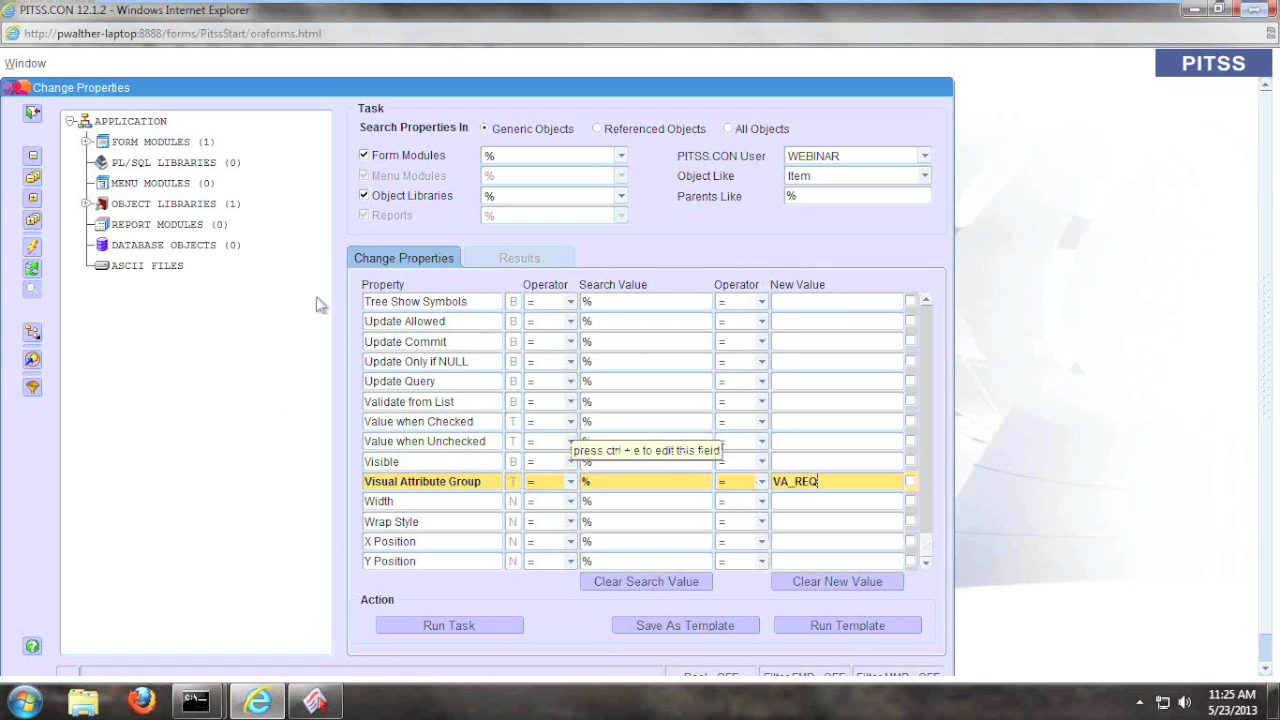 PITSS.CON 12.1.2 - Windows Internet Explorer
http://pwalther-laptop:8888/forms/PitssStart/oraforms.html
Window
PITSS
Change Properties
APPLICATION
FORM MODULES (1)
PL/SQL LIBRARIES (0)
MENU MODULES (0)
OBJECT LIBRARIES (1)
REPORT MODULES (0)
DATABASE OBJECTS (0)
ASCII FILES
Task
Search Properties In Generic Objects Referenced Objects All Objects
Form Modules % PITSS.CON User WEBINAR
Menu Modules % Object Like Item
Object Libraries % Parents Like %
Reports %
Change Properties Results
Property Operator Search Value Operator New Value
Tree Show Symbols B = % =
Update Allowed B = % =
Update Commit B = % =
Update Only if NULL B = % =
Update Query B = % =
Validate from List B = % =
Value when Checked T = % =
Value when Unchecked T = %
press ctrl + e to edit this field
Visible B = % =
Visual Attribute Group T = % = VA_REQ
Width N = % =
Wrap Style N = % =
X Position N = % =
Y Position N = % =
Clear Search Value Clear New Value
Action
Run Task Save As Template Run Template
11:25 AM
5/23/2013